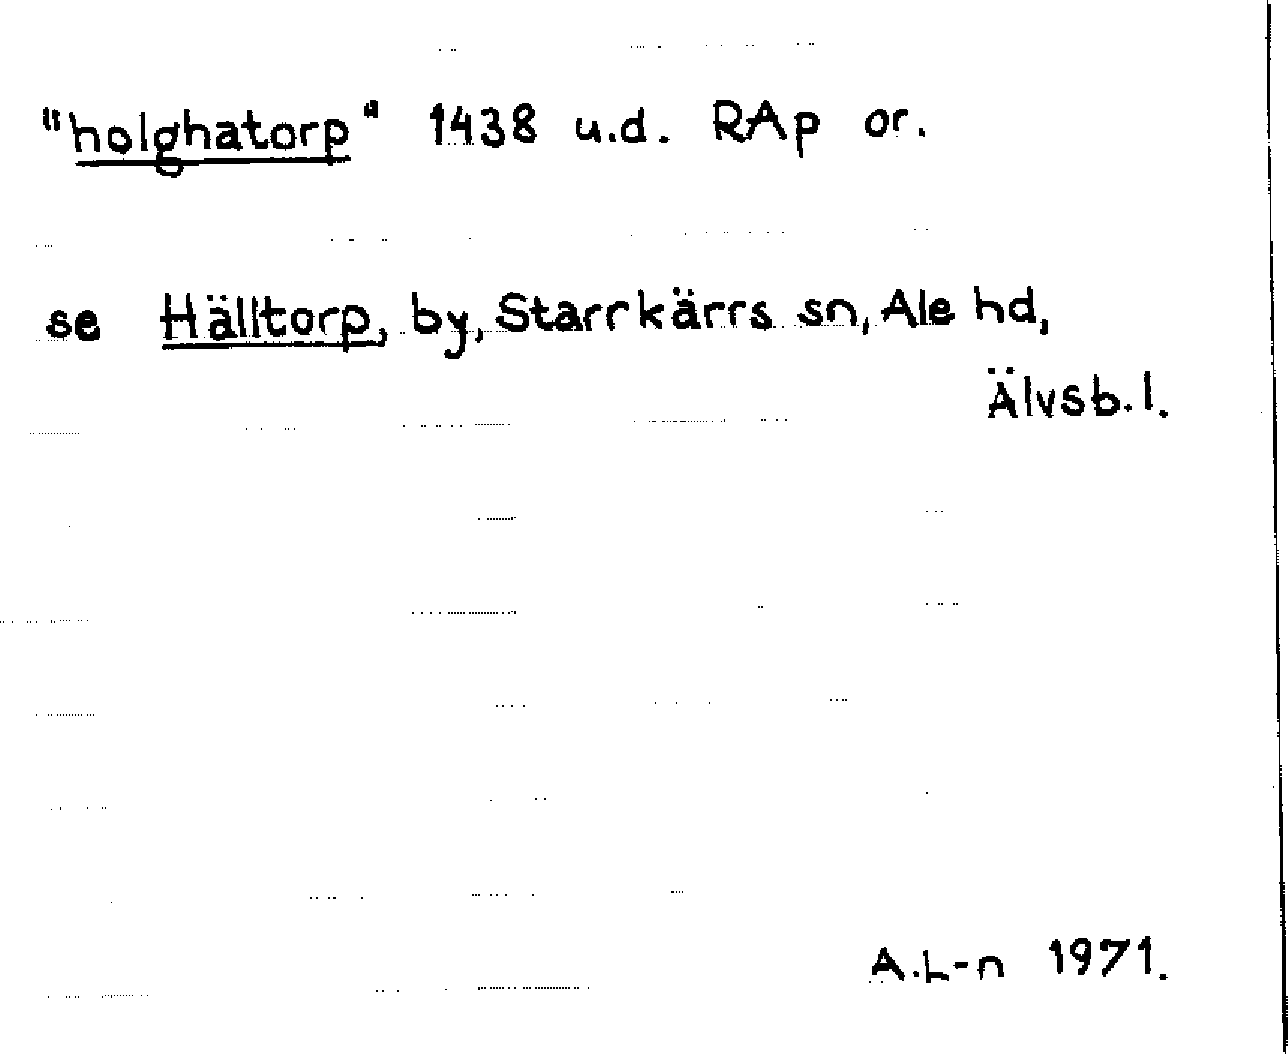 "holghatorp" 1438 u.d. RAp or.
se Hälltorp, by, Starrkärrs sn, Ale hd,
Älvsb. l.
A.L-n 1971.